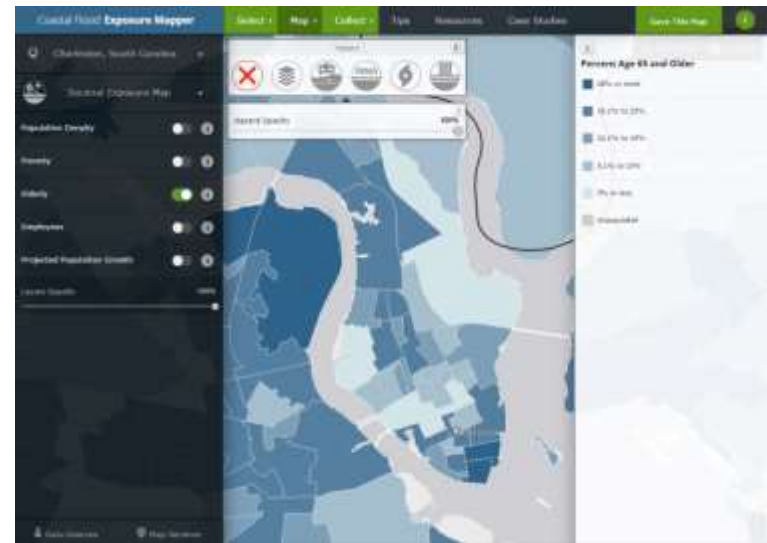 Coastal Flood Exposure Mapper
Select
Map
Collect
Tips
Resources
Case Studies
Save This Map
Charleston, South Carolina
Societal Exposure Map
Population Density
Poverty
Elderly
Employees
Projected Population Growth
Layers Opacity
100%
Data Sources
Map Services
Hazard Opacity
100%
Percent Age 65 and Older
Unpopulated